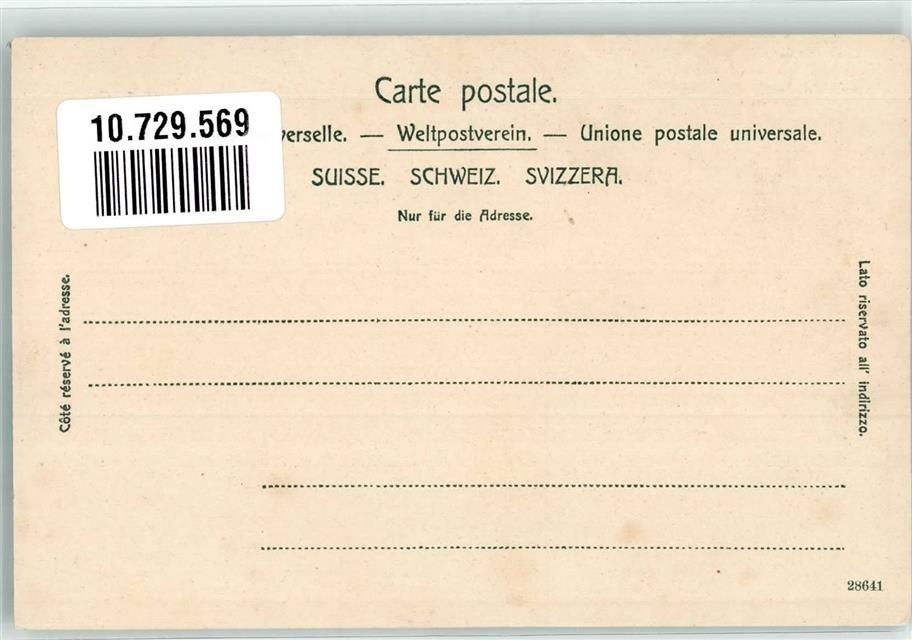 Carte postale.
10.729.569
verselle. — Weltpostverein. — Unione postale universale.
SUISSE. SCHWEIZ. SVIZZERA.
Nur für die Adresse.
Côté réservé à l'adresse.
Lato riservato all' indirizzo.
28641